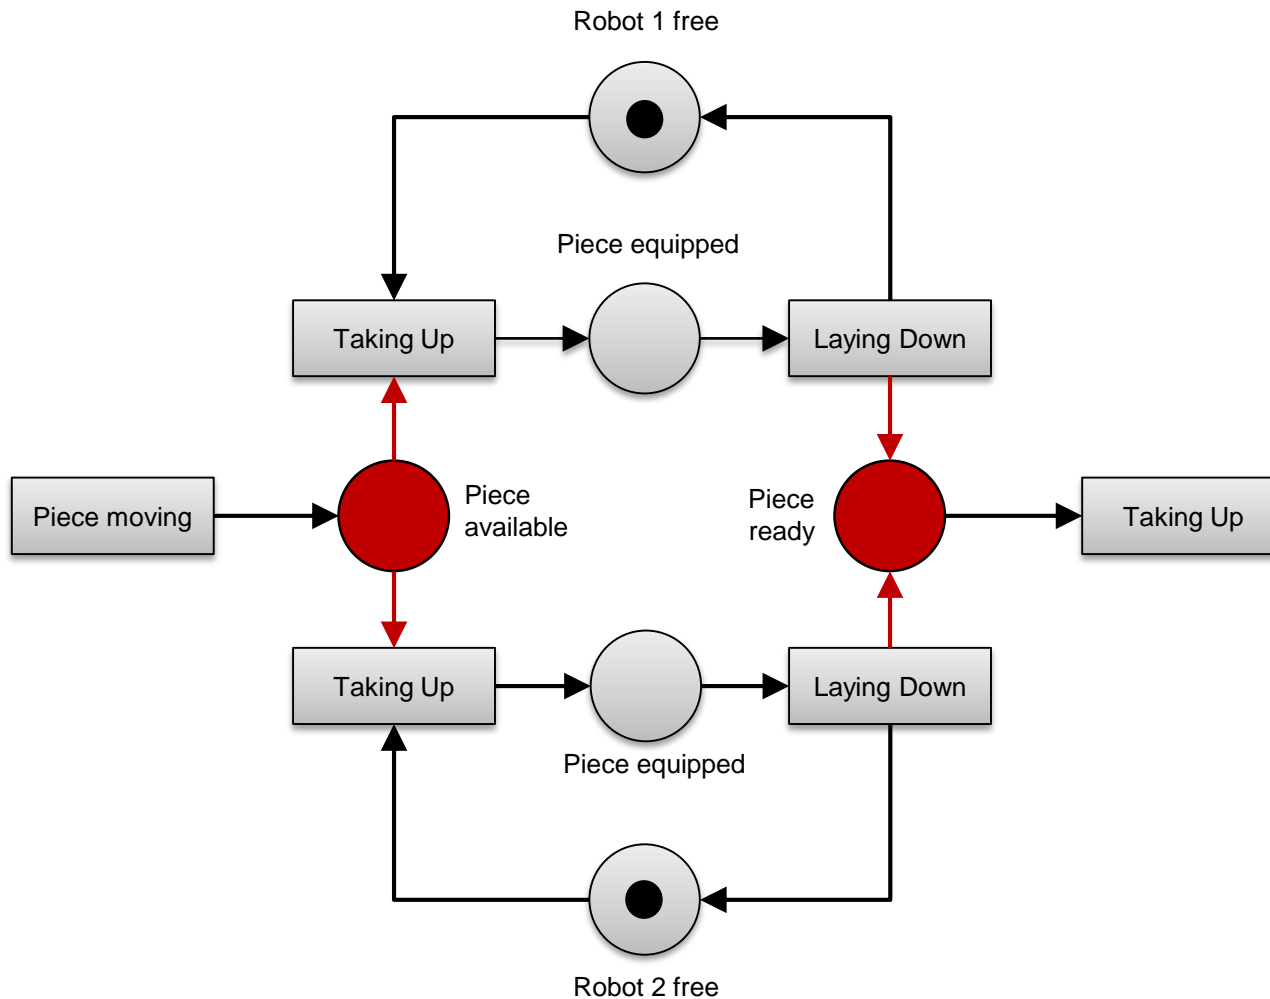 Robot 1 free
Piece equipped
Taking Up
Laying Down
Piece moving
Piece
available
Piece
ready
Taking Up
Taking Up
Laying Down
Piece equipped
Robot 2 free